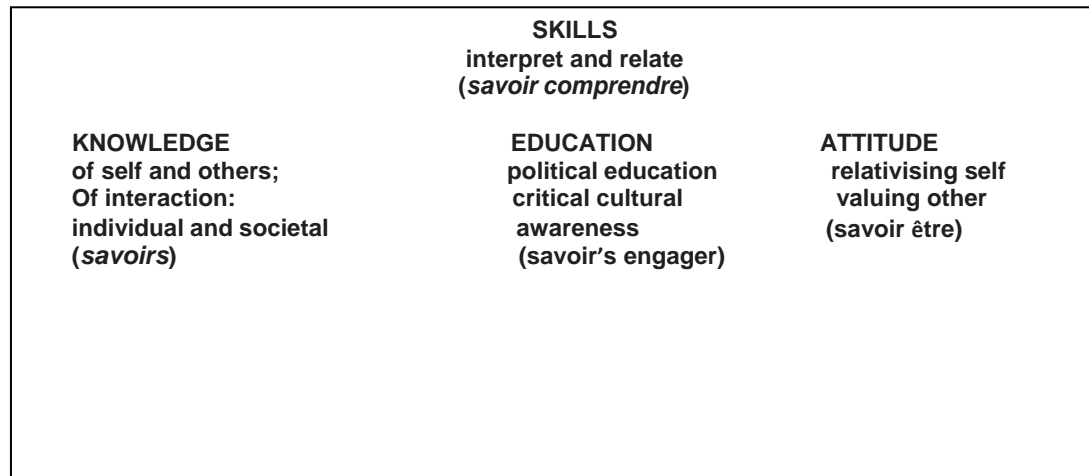 SKILLS
interpret and relate
(savoir comprendre)
KNOWLEDGE
of self and others;
Of interaction:
individual and societal
(savoirs)
EDUCATION
political education
critical cultural
awareness
(savoir’s engager)
ATTITUDE
relativising self
valuing other
(savoir être)